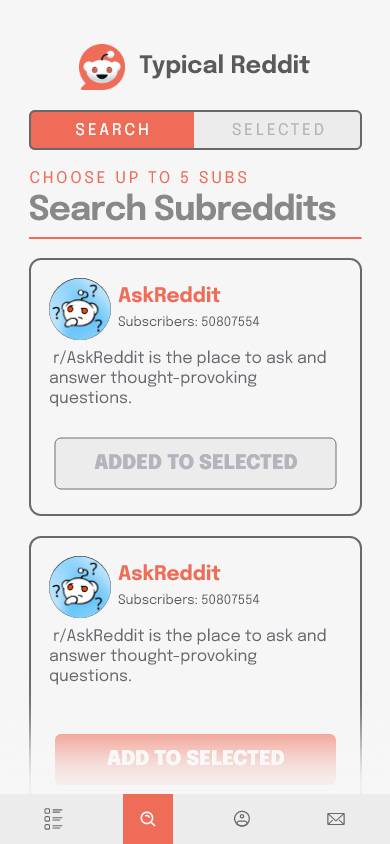 Typical Reddit
SEARCH
SELECTED
CHOOSE UP TO 5 SUBS
Search Subreddits
AskReddit
Subscribers: 50807554
r/AskReddit is the place to ask and
answer thought-provoking
questions.
ADDED TO SELECTED
AskReddit
Subscribers: 50807554
r/AskReddit is the place to ask and
answer thought-provoking
questions.
ADD TO SELECTED